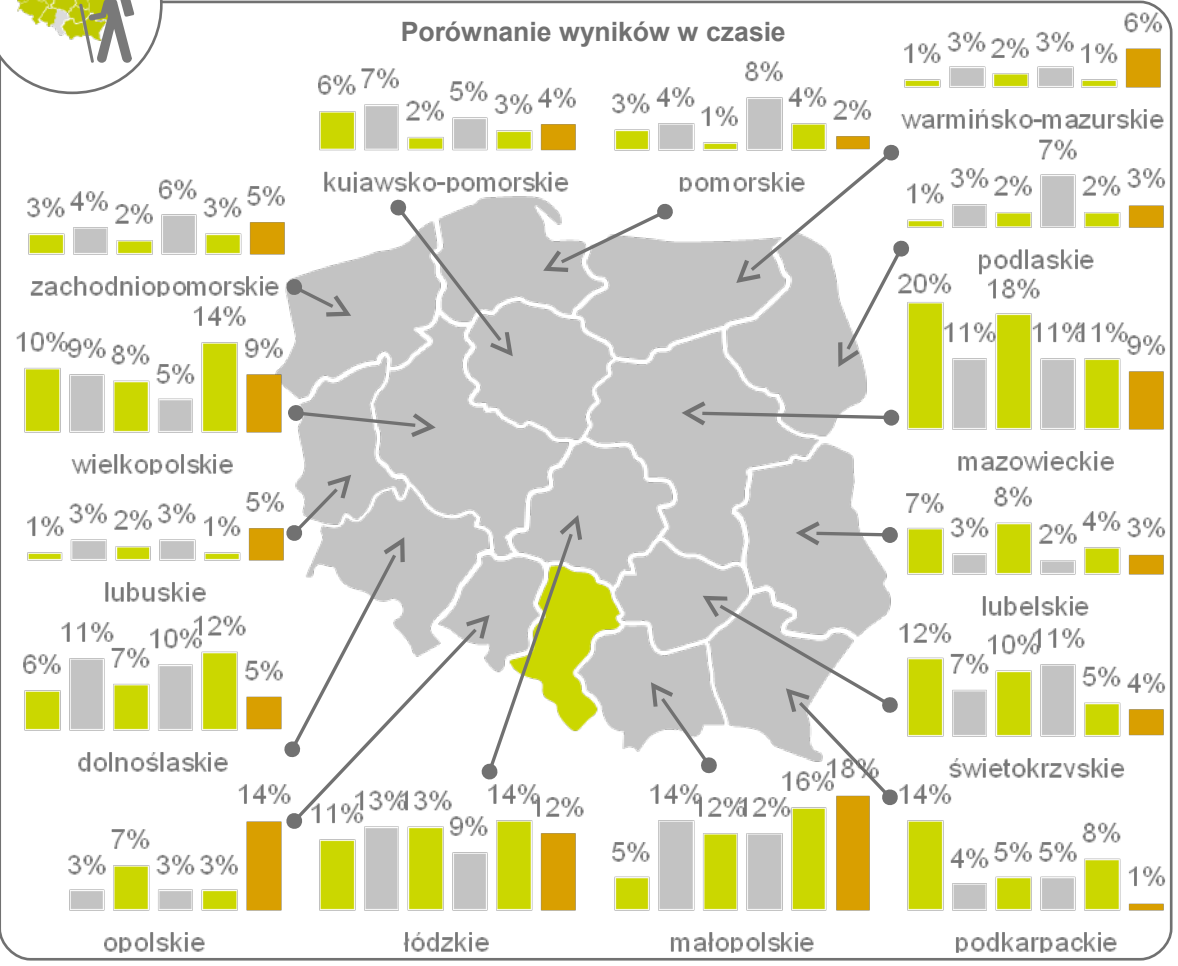 Porównanie wyników w czasie
6% 7% 2% 5% 3% 4%
kujawsko-pomorskie
3% 4% 1% 8% 4% 2%
pomorskie
1% 3% 2% 3% 1% 6%
warmińsko-mazurskie
1% 3% 2% 7% 2% 3%
podlaskie
3% 4% 2% 6% 3% 5%
zachodniopomorskie
20% 11% 18% 11% 11% 9%
mazowieckie
10% 9% 8% 5% 14% 9%
wielkopolskie
7% 3% 8% 2% 4% 3%
lubelskie
1% 3% 2% 3% 1% 5%
lubuskie
12% 7% 10% 11% 5% 4%
świętokrzyskie
6% 11% 7% 10% 12% 5%
dolnośląskie
3% 7% 3% 3% 14%
opolskie
11% 13% 13% 9% 14% 12%
łódzkie
5% 14% 12% 12% 16% 18%
małopolskie
14% 4% 5% 5% 8% 1%
podkarpackie